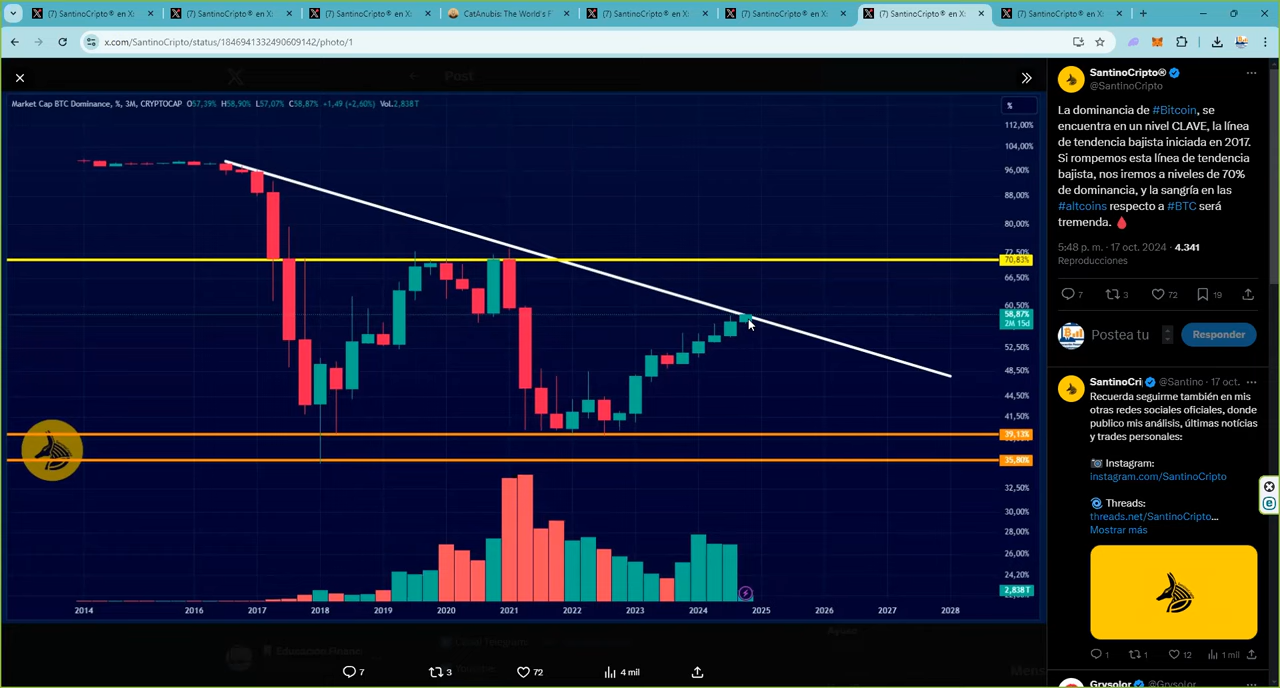 (7) SantinoCripto® en X:
(7) SantinoCripto® en X:
(7) SantinoCripto® en X:
CatAnubis: The World's F
(7) SantinoCripto® en X:
(7) SantinoCripto® en X:
(7) SantinoCripto® en X:
(7) SantinoCripto® en X:
x.com/SantinoCripto/status/1846941332490609142/photo/1
Post
Market Cap BTC Dominance, %, 3M, CRYPTOCAP O57,39% H58,90% L57,07% C58,87% +1,49 (+2,60%) Vol.2,838T
%
112,00%
104,00%
96,00%
88,00%
80,00%
72,50%
70,83%
66,50%
60,50%
58,87%
2M 15d
52,50%
48,50%
44,50%
41,50%
39,13%
35,80%
32,50%
30,00%
28,00%
26,00%
24,20%
2,838T
2014
2016
2017
2018
2019
2020
2021
2022
2023
2024
2025
2026
2027
2028
7
3
72
4 mil
SantinoCripto®
@SantinoCripto
La dominancia de #Bitcoin, se
encuentra en un nivel CLAVE, la línea
de tendencia bajista iniciada en 2017.
Si rompemos esta línea de tendencia
bajista, nos iremos a niveles de 70%
de dominancia, y la sangría en las
#altcoins respecto a #BTC será
tremenda.
5:48 p. m. · 17 oct. 2024 · 4.341
Reproducciones
7
3
72
19
Postea tu
Responder
SantinoCri @Santino · 17 oct.
Recuerda seguirme también en mis
otras redes sociales oficiales, donde
publico mis análisis, últimas notícias
y trades personales:
Instagram:
instagram.com/SantinoCripto
Threads:
threads.net/SantinoCripto...
Mostrar más
1
1
12
1 mil
Grysolor @Grysolor